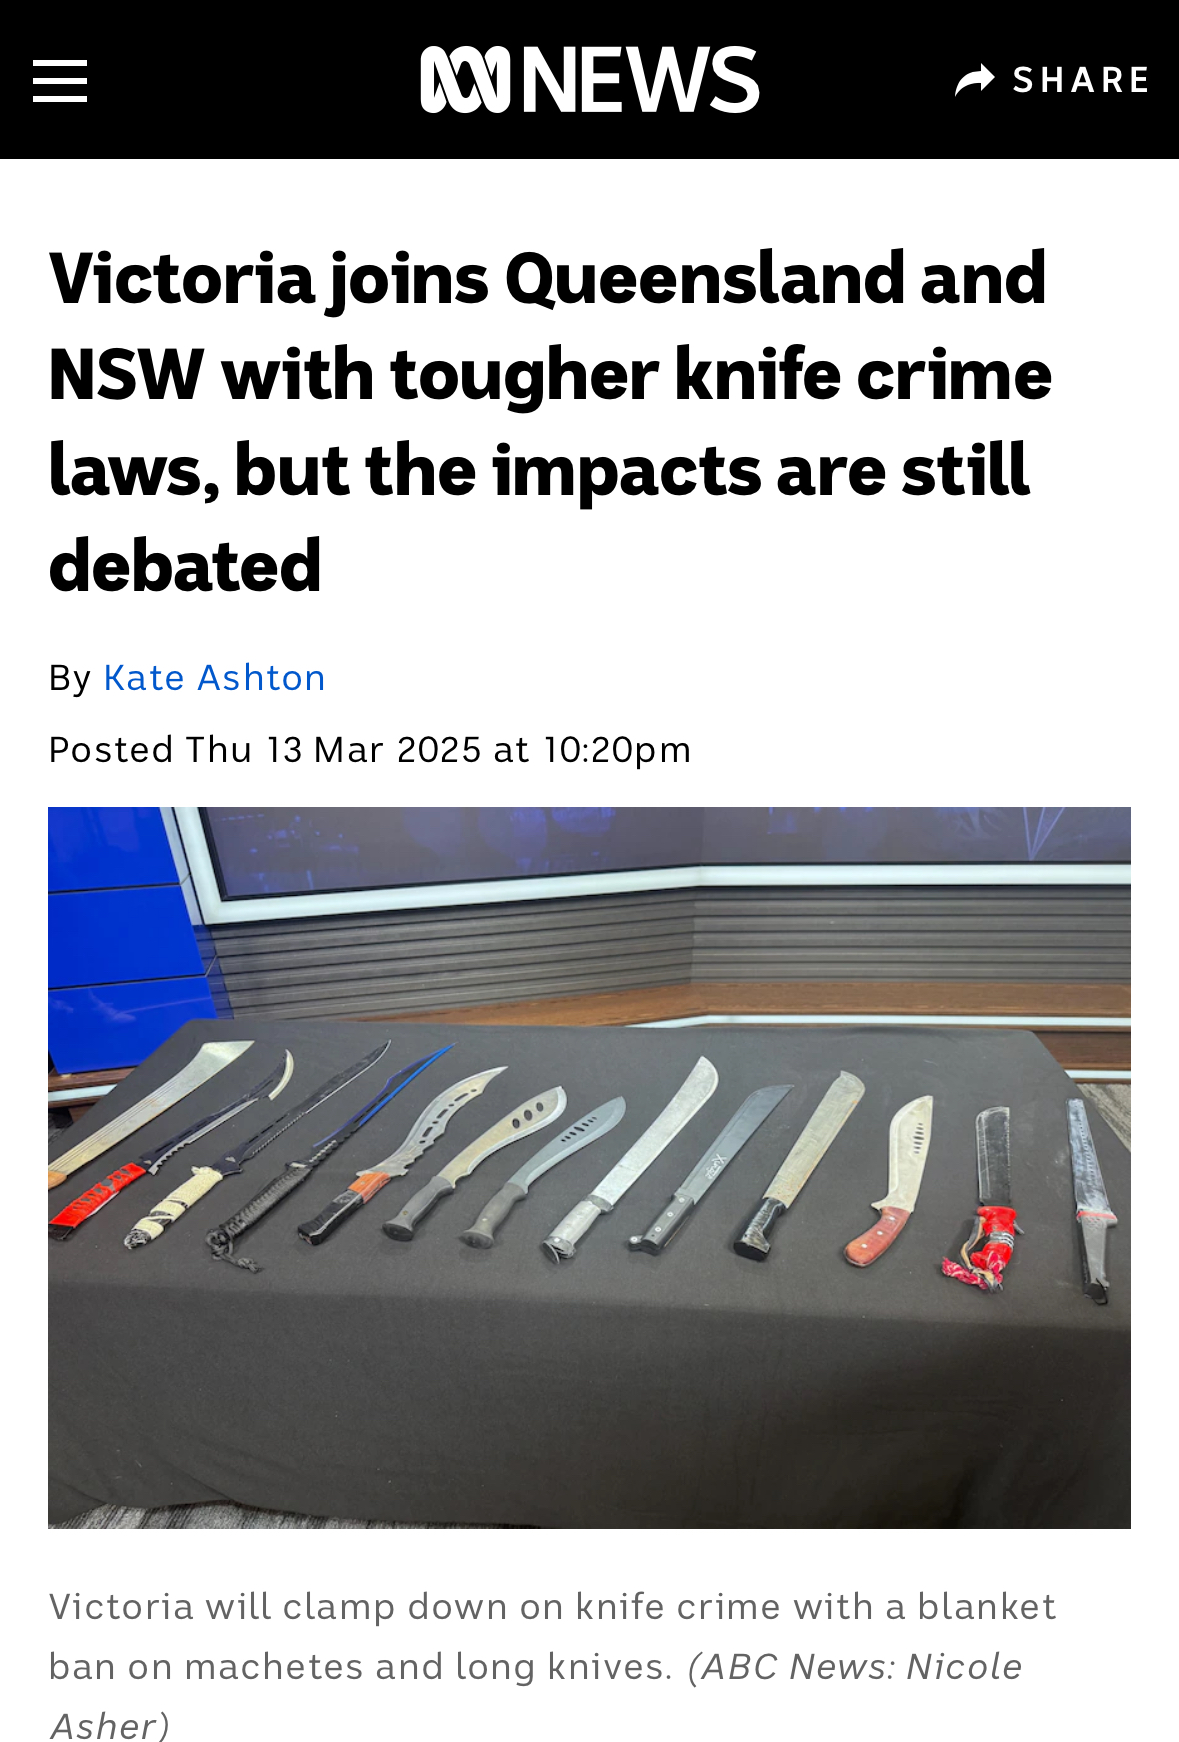 NEWS
SHARE
Victoria joins Queensland and
NSW with tougher knife crime
laws, but the impacts are still
debated
By Kate Ashton
Posted Thu 13 Mar 2025 at 10:20pm
Victoria will clamp down on knife crime with a blanket
ban on machetes and long knives. (ABC News: Nicole
Asher)